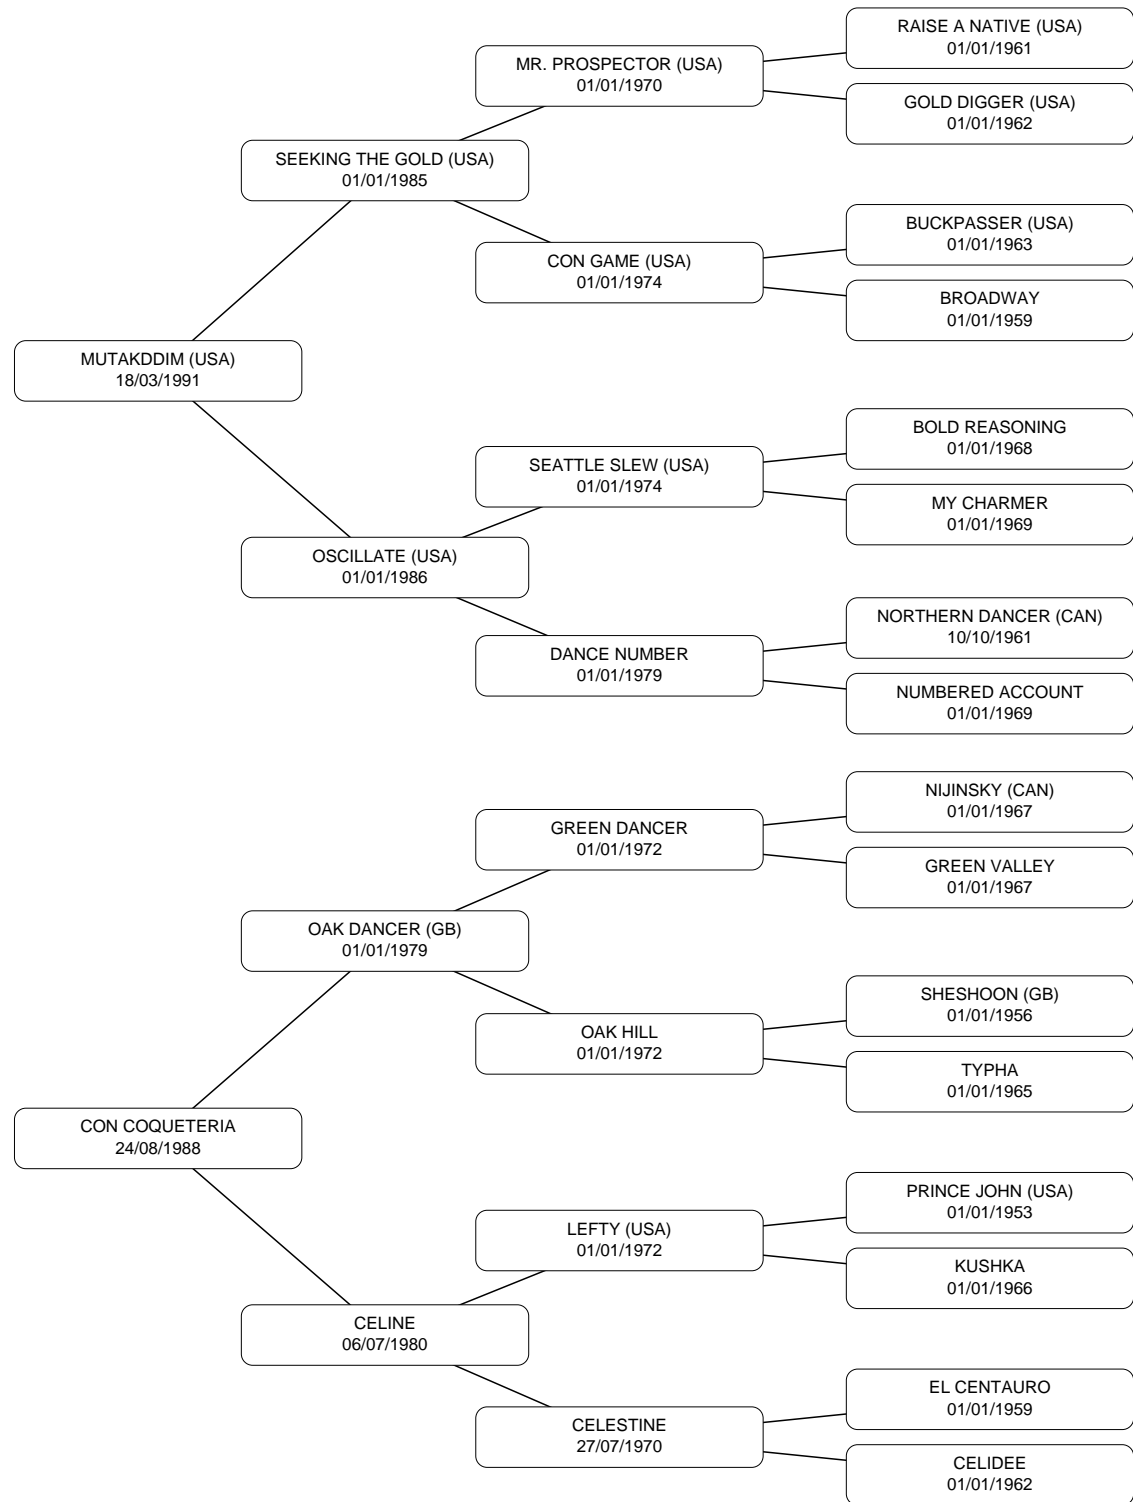 RAISE A NATIVE (USA)
01/01/1961
MR. PROSPECTOR (USA)
01/01/1970
GOLD DIGGER (USA)
01/01/1962
SEEKING THE GOLD (USA)
01/01/1985
BUCKPASSER (USA)
01/01/1963
CON GAME (USA)
01/01/1974
BROADWAY
01/01/1959
MUTAKDDIM (USA)
18/03/1991
BOLD REASONING
01/01/1968
SEATTLE SLEW (USA)
01/01/1974
MY CHARMER
01/01/1969
OSCILLATE (USA)
01/01/1986
NORTHERN DANCER (CAN)
10/10/1961
DANCE NUMBER
01/01/1979
NUMBERED ACCOUNT
01/01/1969
NIJINSKY (CAN)
01/01/1967
GREEN DANCER
01/01/1972
GREEN VALLEY
01/01/1967
OAK DANCER (GB)
01/01/1979
SHESHOON (GB)
01/01/1956
OAK HILL
01/01/1972
TYPHA
01/01/1965
CON COQUETERIA
24/08/1988
PRINCE JOHN (USA)
01/01/1953
LEFTY (USA)
01/01/1972
KUSHKA
01/01/1966
CELINE
06/07/1980
EL CENTAURO
01/01/1959
CELESTINE
27/07/1970
CELIDEE
01/01/1962